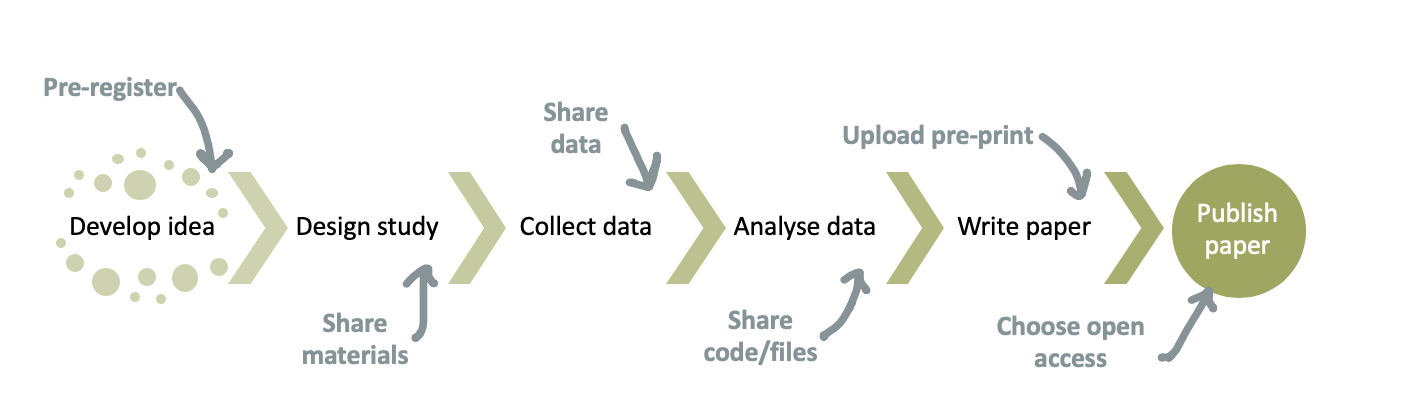 Pre-register
Share
data
Upload pre-print
Develop idea
Design study
Collect data
Analyse data
Write paper
Publish
paper
Share
materials
Share
code/files
Choose open
access